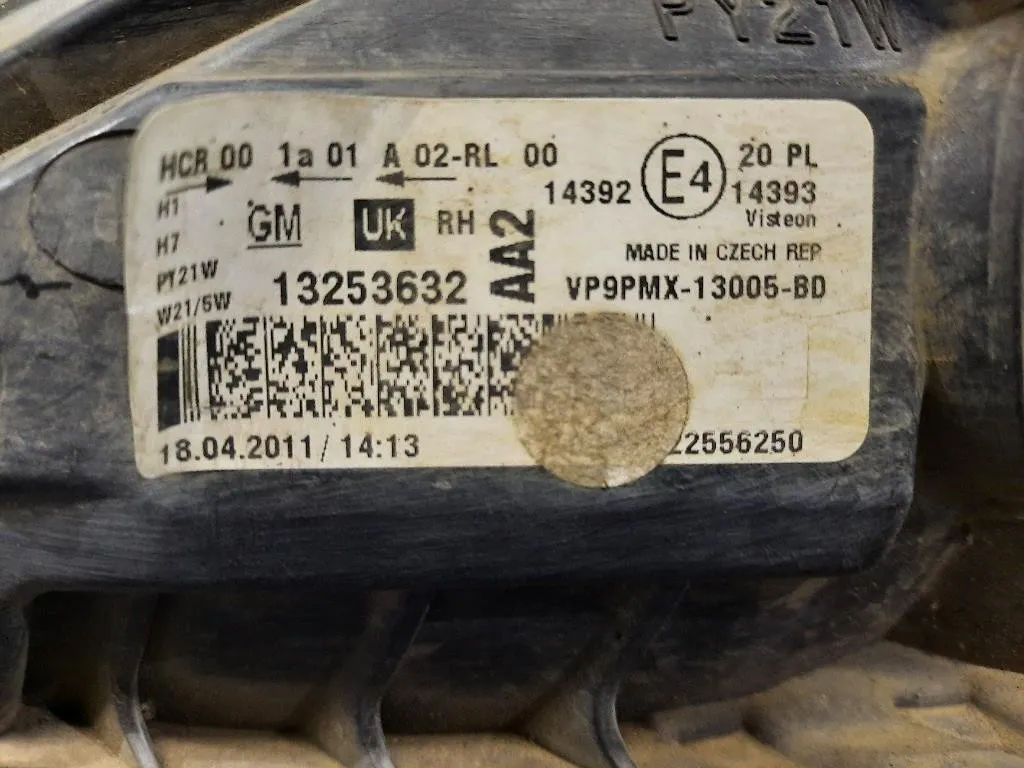 PY21W
HCR 00 1a 01 A 02-RL 00
E4
20 PL
14392
14393
H1
GM
UK
RH
AA2
Visteon
H7
MADE IN CZECH REP
PY21W
13253632
VP9PMX-13005-BD
W21/5W
18.04.2011/ 14:13
22556250